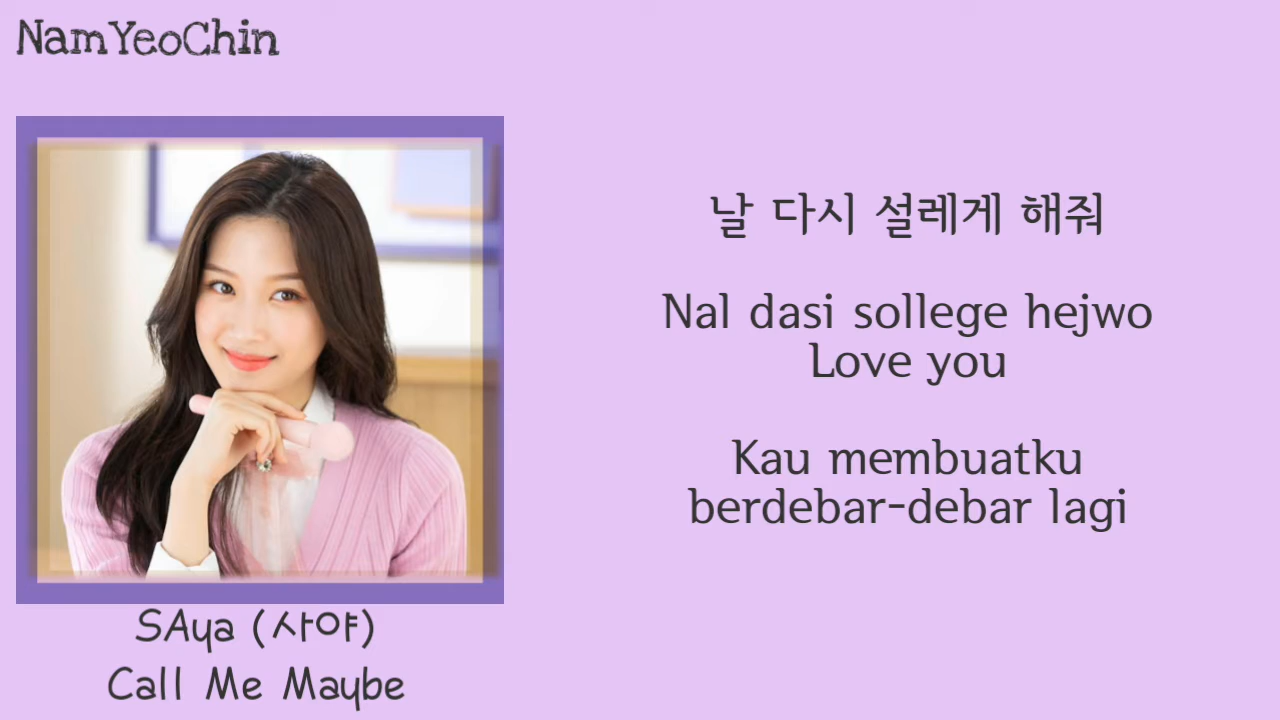 NamYeoChin
날 다시 설레게 해줘
Nal dasi sollege hejwo
Love you
Kau membuatku
berdebar-debar lagi
SAya (사야)
Call Me Maybe